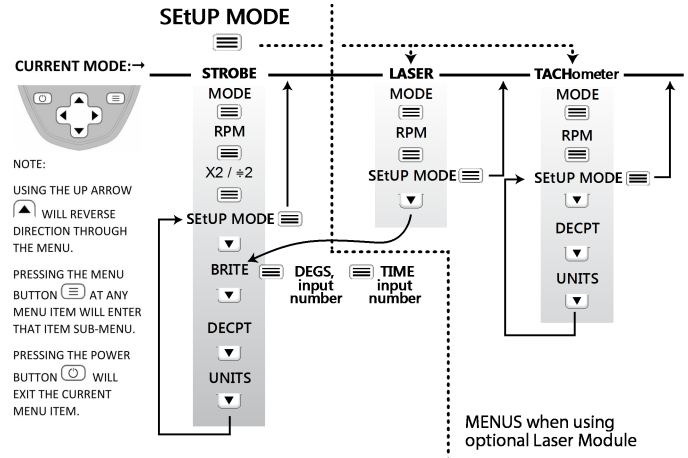 SEtUP MODE
CURRENT MODE:→
STROBE
MODE
RPM
X2 / ÷2
SEtUP MODE
BRITE
DEGS,
input
number
TIME
input
number
DECPT
UNITS
LASER
MODE
RPM
SEtUP MODE
TACHometer
MODE
RPM
SEtUP MODE
DECPT
UNITS
NOTE:
USING THE UP ARROW
WILL REVERSE
DIRECTION THROUGH
THE MENU.
PRESSING THE MENU
BUTTON AT ANY
MENU ITEM WILL ENTER
THAT ITEM SUB-MENU.
PRESSING THE POWER
BUTTON WILL
EXIT THE CURRENT
MENU ITEM.
MENUS when using
optional Laser Module